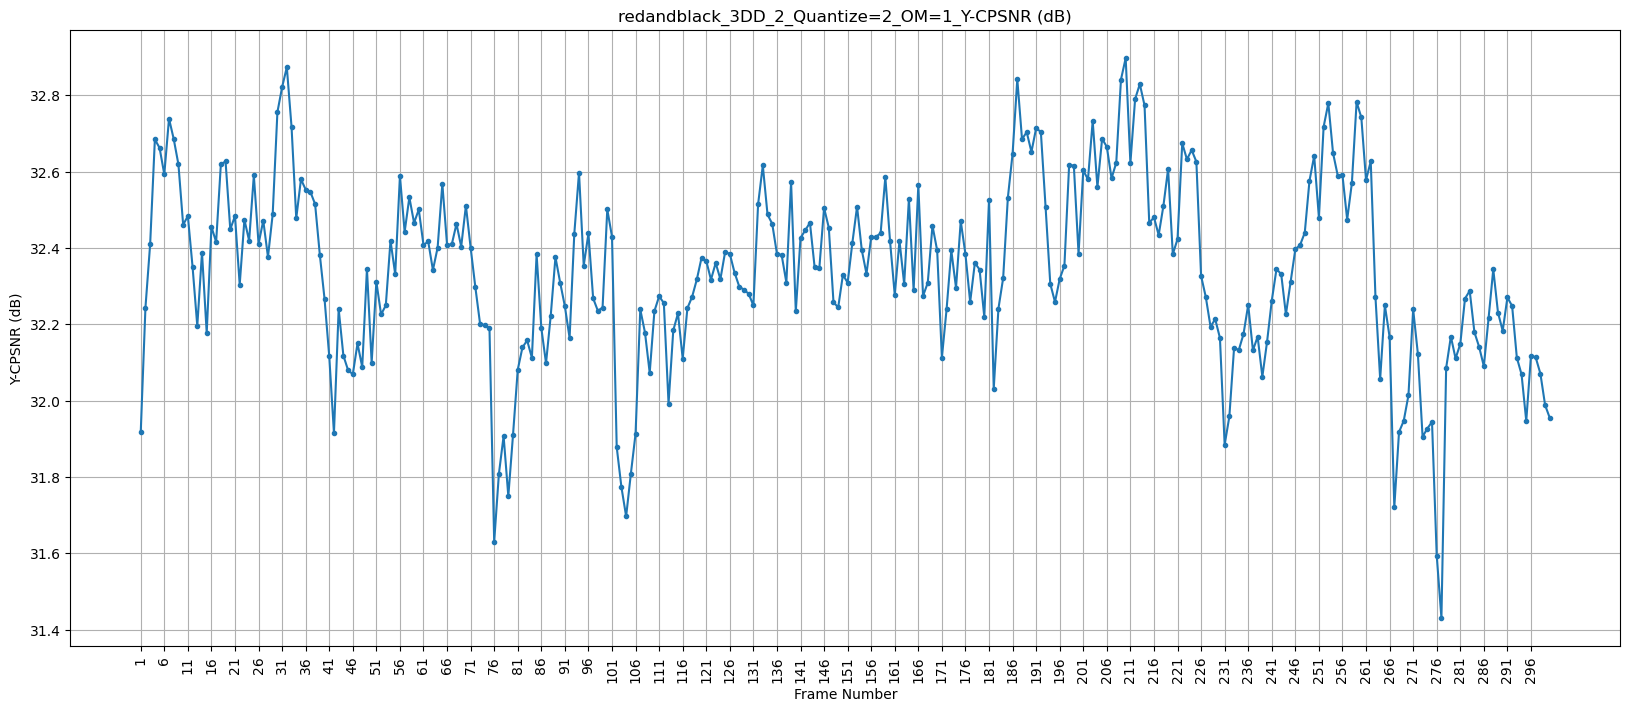 redandblack_3DD_2_Quantize=2_OM=1_Y-CPSNR (dB)
Y-CPSNR (dB)
32.8
32.6
32.4
32.2
32.0
31.8
31.6
31.4
1 6 11 16 21 26 31 36 41 46 51 56 61 66 71 76 81 86 91 96 101 106 111 116 121 126 131 136 141 146 151 156 161 166 171 176 181 186 191 196 201 206 211 216 221 226 231 236 241 246 251 256 261 266 271 276 281 286 291 296
Frame Number